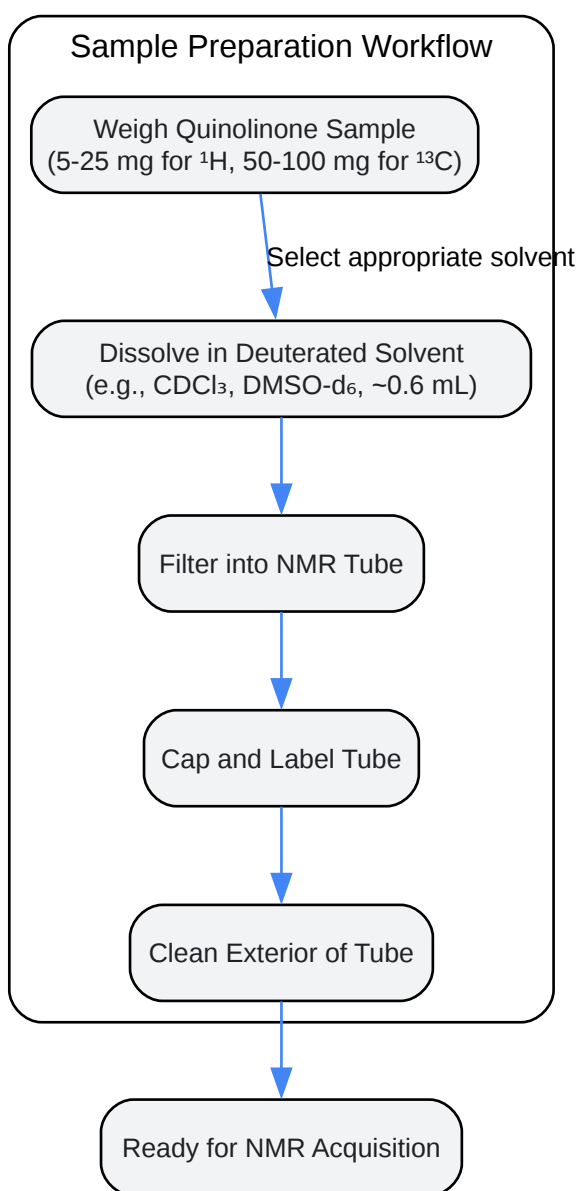 Sample Preparation Workflow
Weigh Quinolinone Sample
(5-25 mg for ¹H, 50-100 mg for ¹³C)
Select appropriate solvent
Dissolve in Deuterated Solvent
(e.g., CDCl₃, DMSO-d₆, ~0.6 mL)
Filter into NMR Tube
Cap and Label Tube
Clean Exterior of Tube
Ready for NMR Acquisition